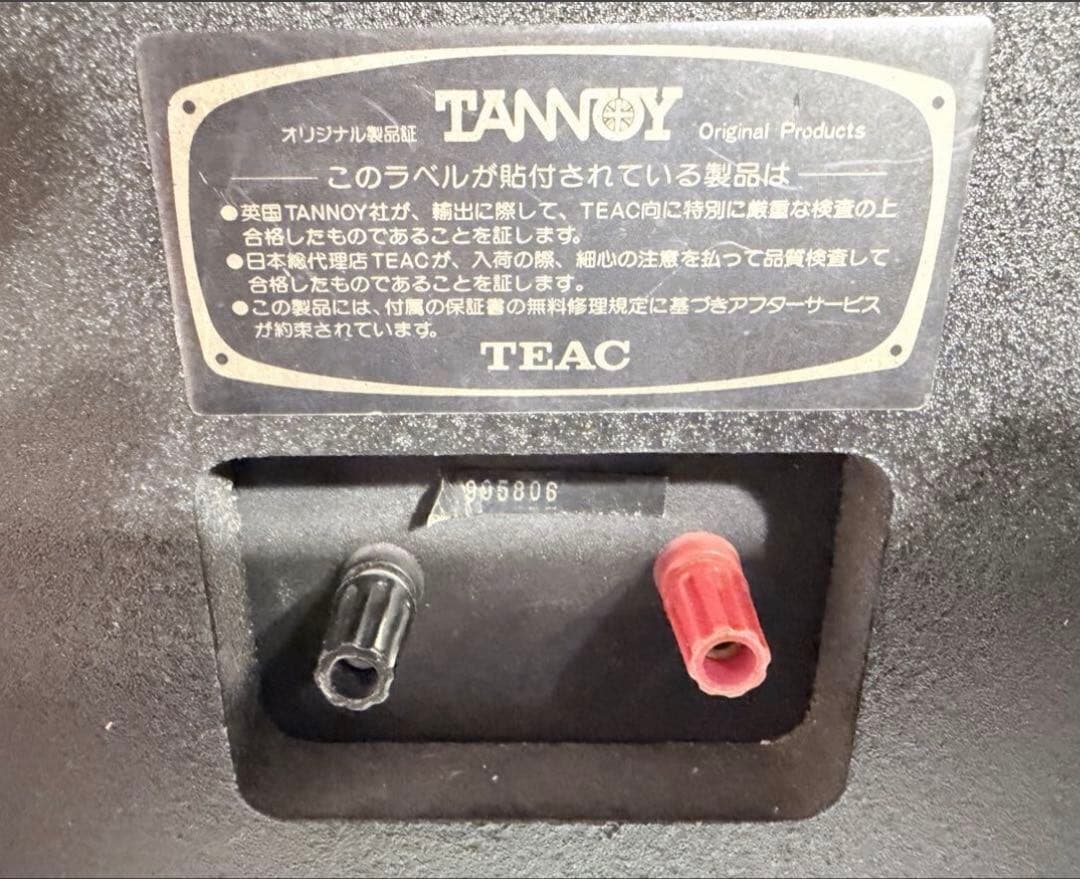 オリジナル製品証 TANNOY Original Products
このラベルが貼付されている製品は
●英国TANNOY社が、輸出に際して、TEAC向に特別に厳重な検査の上
合格したものであることを証します。
●日本総代理店TEACが、入荷の際、細心の注意を払って品質検査して
合格したものであることを証します。
●この製品には、付属の保証書の無料修理規定に基づきアフターサービス
が約束されています。
TEAC
905806